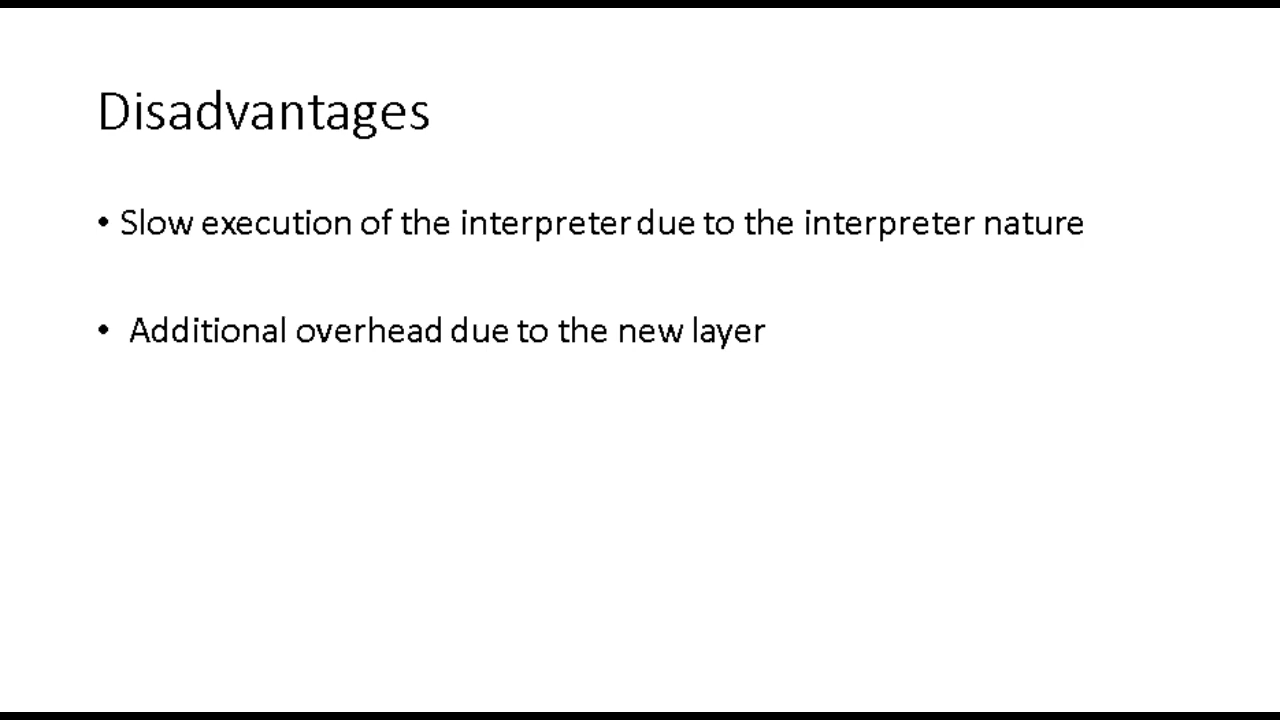 Disadvantages
• Slow execution of the interpreter due to the interpreter nature
• Additional overhead due to the new layer